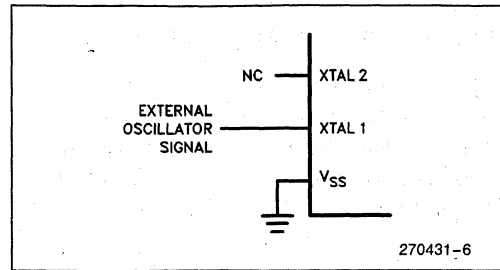 NC
XTAL 2
EXTERNAL
OSCILLATOR
SIGNAL
XTAL 1
VSS
270431-6